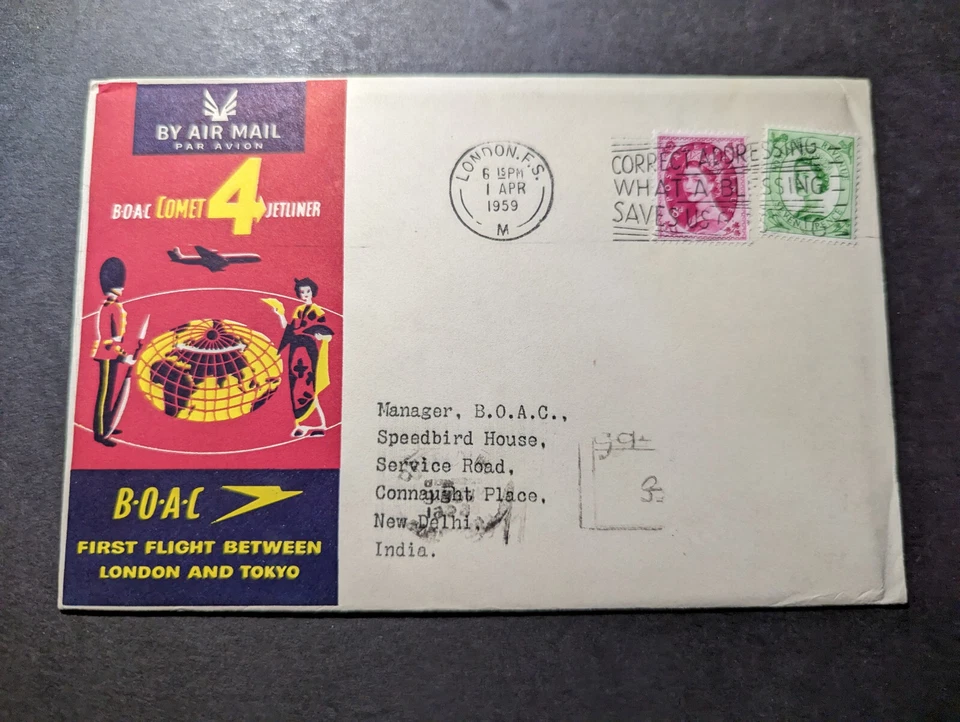 BY AIR MAIL
PAR AVION
B·O·A·C COMET 4 JETLINER
B·O·A·C
FIRST FLIGHT BETWEEN
LONDON AND TOKYO
LONDON. F.S.
6 15 PM
1 APR
1959
M
CORRECT ADDRESSING
WHAT A BLESSING
SAVES US
Manager, B.O.A.C.,
Speedbird House,
Service Road,
Connaught Place,
New Delhi,
India.